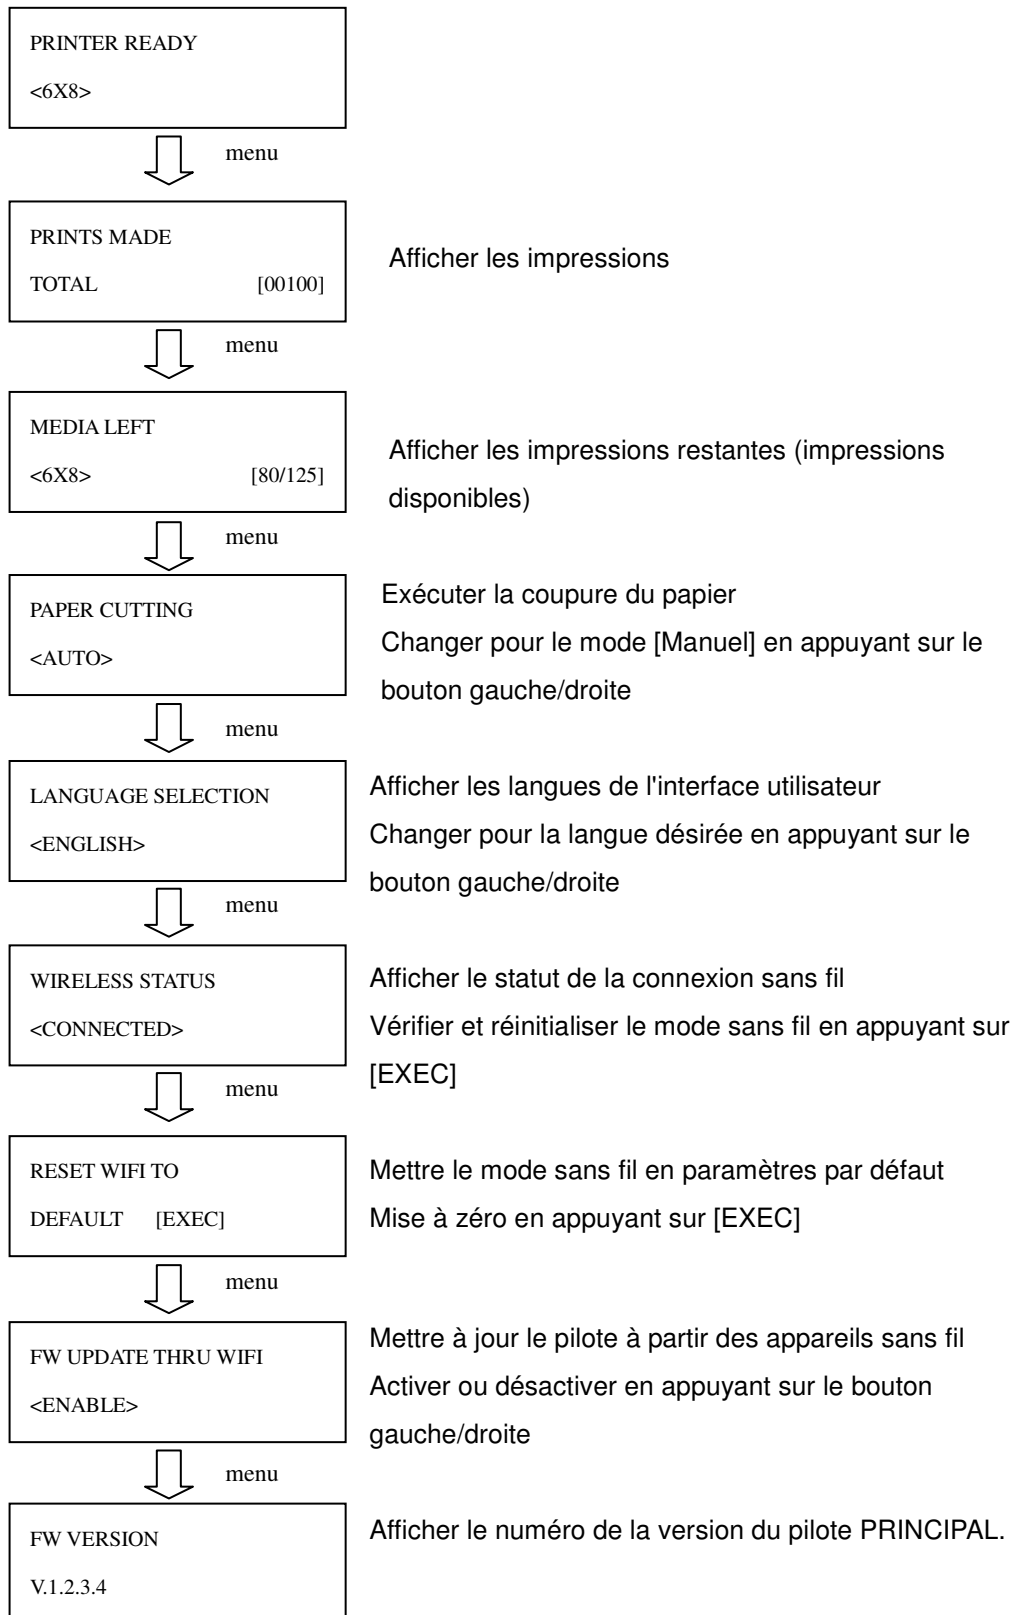 PRINTER READY
<6X8>
menu
PRINTS MADE
TOTAL [00100]
Afficher les impressions
menu
MEDIA LEFT
<6X8> [80/125]
Afficher les impressions restantes (impressions
disponibles)
menu
PAPER CUTTING
<AUTO>
Exécuter la coupure du papier
Changer pour le mode [Manuel] en appuyant sur le
bouton gauche/droite
menu
LANGUAGE SELECTION
<ENGLISH>
Afficher les langues de l'interface utilisateur
Changer pour la langue désirée en appuyant sur le
bouton gauche/droite
menu
WIRELESS STATUS
<CONNECTED>
Afficher le statut de la connexion sans fil
Vérifier et réinitialiser le mode sans fil en appuyant sur
[EXEC]
menu
RESET WIFI TO
DEFAULT [EXEC]
Mettre le mode sans fil en paramètres par défaut
Mise à zéro en appuyant sur [EXEC]
menu
FW UPDATE THRU WIFI
<ENABLE>
Mettre à jour le pilote à partir des appareils sans fil
Activer ou désactiver en appuyant sur le bouton
gauche/droite
menu
FW VERSION
V.1.2.3.4
Afficher le numéro de la version du pilote PRINCIPAL.